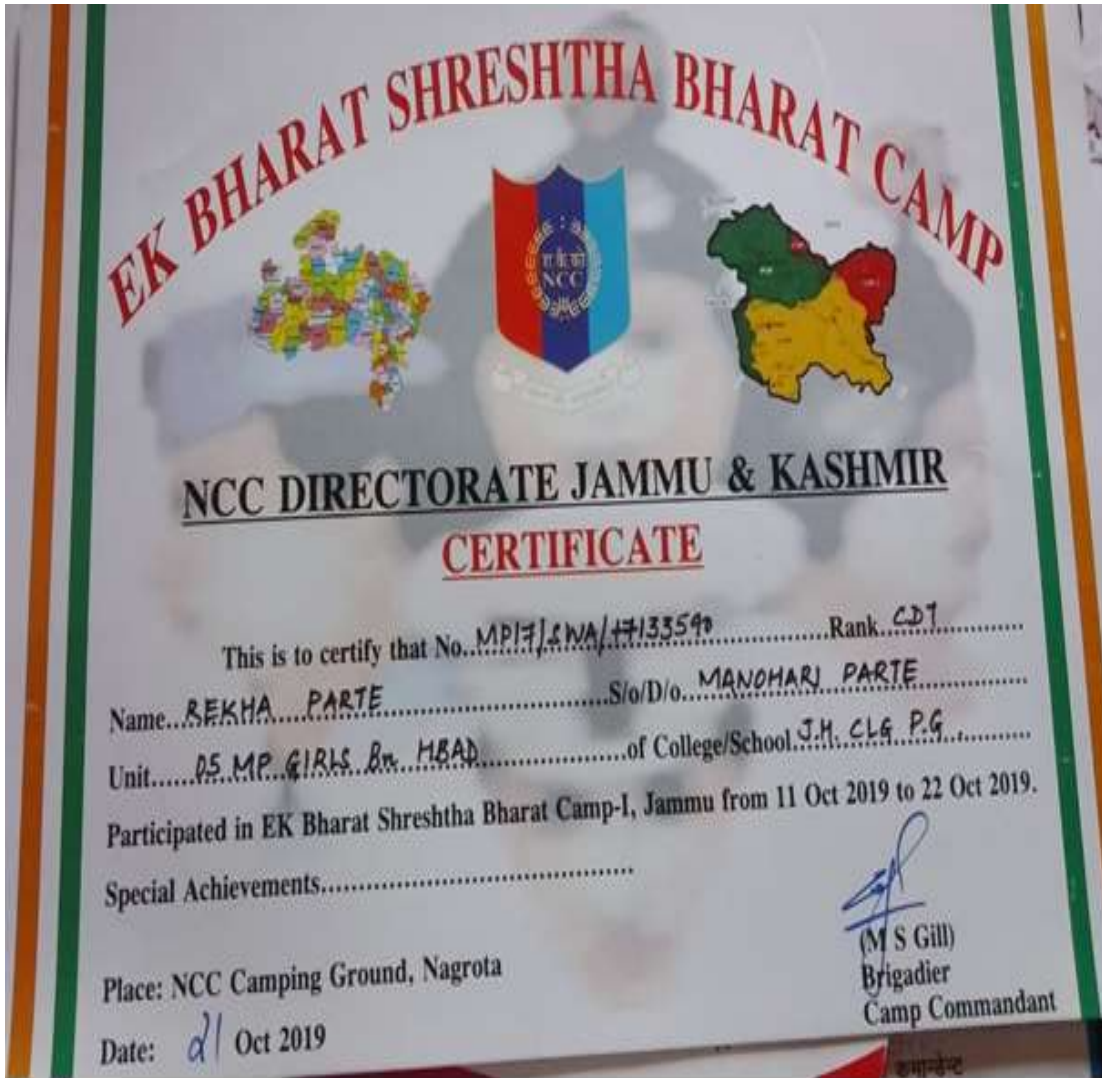 EK BHARAT SHRESHTHA BHARAT CAMP
रा कै को
NCC
NCC DIRECTORATE JAMMU & KASHMIR
CERTIFICATE
This is to certify that No. MP17/SWA/17133590 Rank CDT
Name REKHA PARTE S/o/D/o. MANOHARI PARTE
Unit 05 MP GIRLS Bn HBAD of College/School J.H. CLG P.G.
Participated in EK Bharat Shreshtha Bharat Camp-I, Jammu from 11 Oct 2019 to 22 Oct 2019.
Special Achievements
(M S Gill)
Brigadier
Camp Commandant
Place: NCC Camping Ground, Nagrota
Date: 21 Oct 2019
कमान्डेन्ट